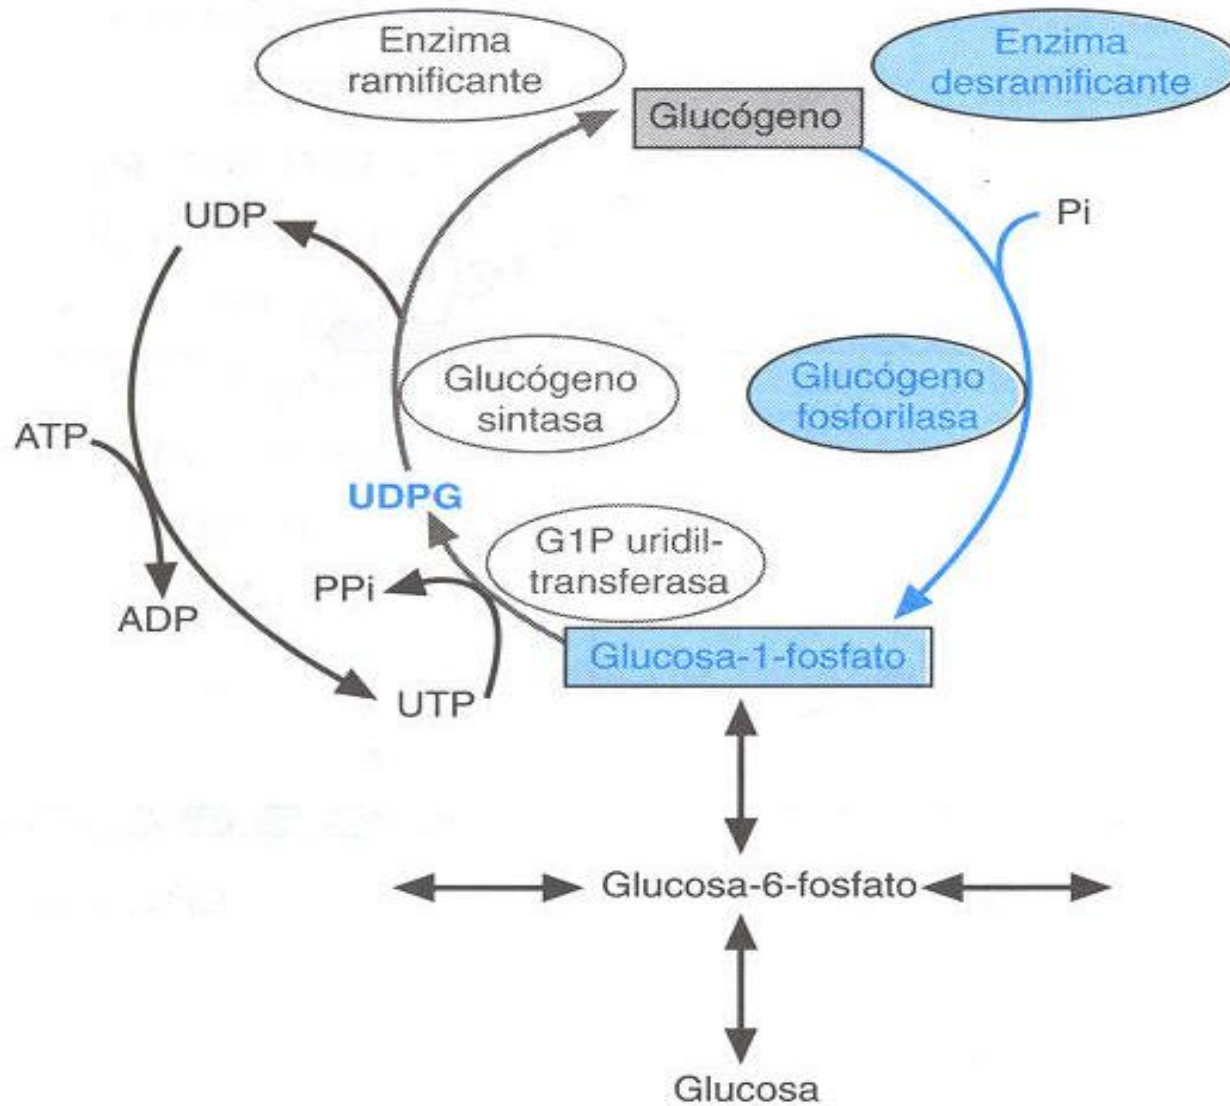 Enzima
ramificante
Enzima
desramificante
Glucógeno
UDP
Pi
Glucógeno
sintasa
Glucógeno
fosforilasa
ATP
UDPG
G1P uridil-
transferasa
PPi
ADP
Glucosa-1-fosfato
UTP
Glucosa-6-fosfato
Glucosa